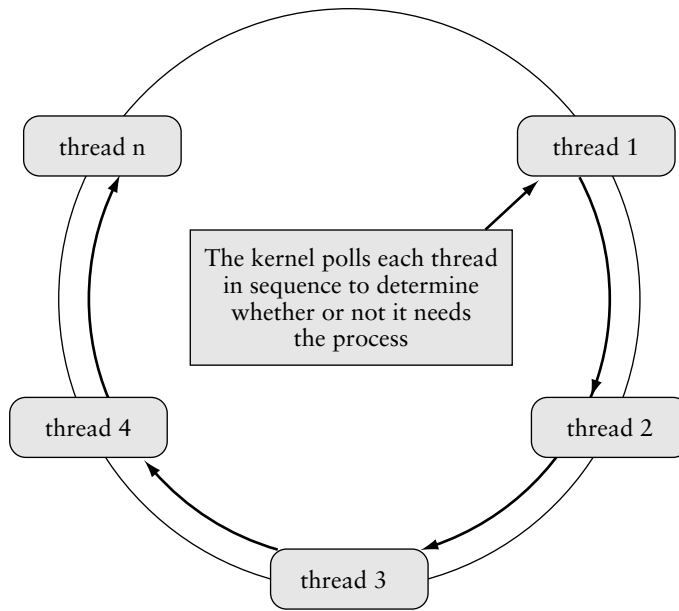 thread n
thread 1
The kernel polls each thread
in sequence to determine
whether or not it needs
the process
thread 4
thread 2
thread 3